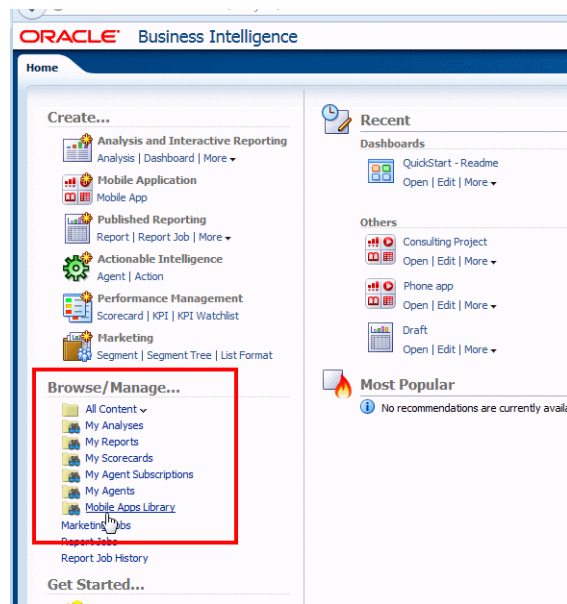 ORACLE Business Intelligence
Home
Create...
Analysis and Interactive Reporting
Analysis | Dashboard | More
Mobile Application
Mobile App
Published Reporting
Report | Report Job | More
Actionable Intelligence
Agent | Action
Performance Management
Scorecard | KPI | KPI Watchlist
Marketing
Segment | Segment Tree | List Format
Browse/Manage...
All Content
My Analyses
My Reports
My Scorecards
My Agent Subscriptions
My Agents
Mobile Apps Library
Marketing Jobs
Report Jobs
Report Job History
Get Started...
Recent
Dashboards
QuickStart - Readme
Open | Edit | More
Others
Consulting Project
Open | Edit | More
Phone app
Open | Edit | More
Draft
Open | Edit | More
Most Popular
No recommendations are currently